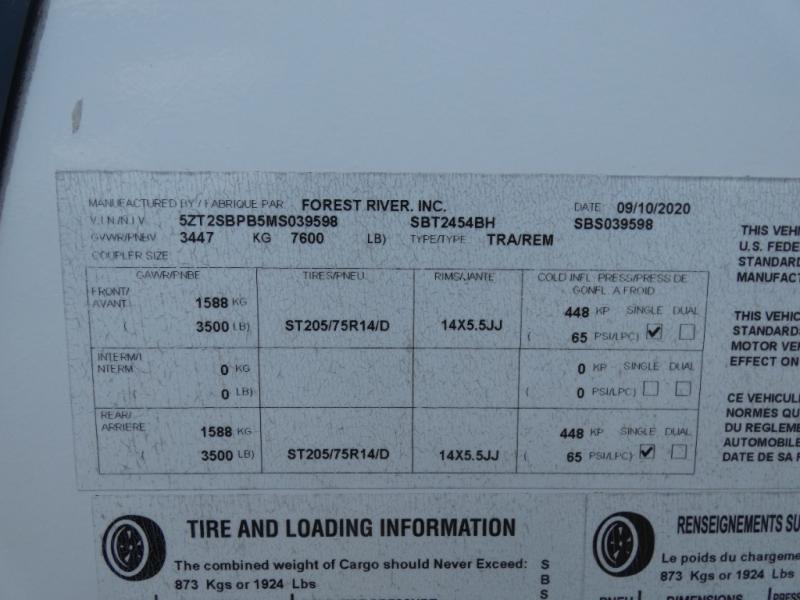 MANUFACTURED BY / FABRIQUE PAR FOREST RIVER. INC. DATE 09/10/2020
V.I.N/N.I.V. 5ZT2SBPB5MS039598 SBT2454BH SBS039598
GVWR/PNBV 3447 KG 7600 LB) TYPE/TYPE TRA/REM
COUPLER SIZE
GAWR/PNBE TIRES/PNEU RIMS/JANTE COLD INFL. PRESS/PRESS DE
GONFL. A FROID
FRONT/
AVANT 1588 KG 448 KP SINGLE DUAL
( 3500 LB) ST205/75R14/D 14X5.5JJ ( 65 PSI/LPC)
INTERM/I
NTERM 0 KG 0 KP SINGLE DUAL
( 0 LB) ( 0 PSI/LPC)
REAR/
ARRIERE 1588 KG 448 KP SINGLE DUAL
( 3500 LB) ST205/75R14/D 14X5.5JJ 65 PSI/LPC)
THIS VEHI
U.S. FEDE
STANDARD
MANUFACT
THIS VEHIC
STANDARDS
MOTOR VEH
EFFECT ON
CE VEHICULE
NORMES QU
DU REGLEME
AUTOMOBILE
DATE DE SA F
TIRE AND LOADING INFORMATION
The combined weight of Cargo should Never Exceed:
873 Kgs or 1924 Lbs
S
B
S
RENSEIGNEMENTS SU
Le poids du chargeme
873 Kgs or 1924 Lbs
PNEU DIMENSIONS PRESS